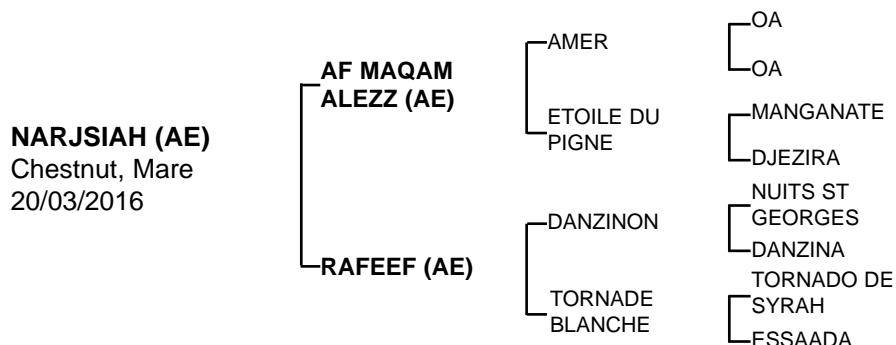 NARJSIAH (AE)
Chestnut, Mare
20/03/2016
AF MAQAM
ALEZZ (AE)
RAFEEF (AE)
AMER
ETOILE DU
PIGNE
DANZINON
TORNADE
BLANCHE
OA
OA
MANGANATE
DJEZIRA
NUITS ST
GEORGES
DANZINA
TORNADO DE
SYRAH
ESSAADA